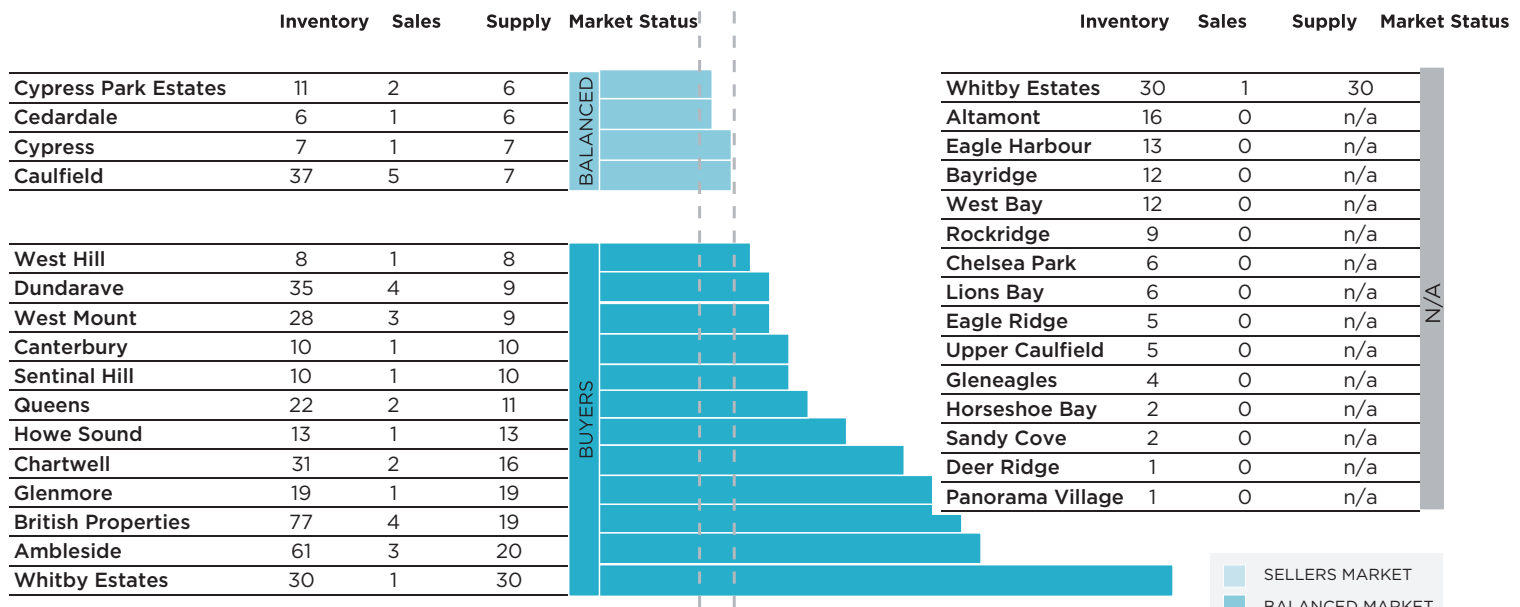 Inventory Sales Supply Market Status
Cypress Park Estates 11 2 6
Cedardale 6 1 6
Cypress 7 1 7
Caulfield 37 5 7
BALANCED
West Hill 8 1 8
Dundarave 35 4 9
West Mount 28 3 9
Canterbury 10 1 10
Sentinal Hill 10 1 10
Queens 22 2 11
Howe Sound 13 1 13
Chartwell 31 2 16
Glenmore 19 1 19
British Properties 77 4 19
Ambleside 61 3 20
Whitby Estates 30 1 30
BUYERS
Inventory Sales Supply Market Status
Whitby Estates 30 1 30
Altamont 16 0 n/a
Eagle Harbour 13 0 n/a
Bayridge 12 0 n/a
West Bay 12 0 n/a
Rockridge 9 0 n/a
Chelsea Park 6 0 n/a
Lions Bay 6 0 n/a
Eagle Ridge 5 0 n/a
Upper Caulfield 5 0 n/a
Gleneagles 4 0 n/a
Horseshoe Bay 2 0 n/a
Sandy Cove 2 0 n/a
Deer Ridge 1 0 n/a
Panorama Village 1 0 n/a
N/A
SELLERS MARKET
BALANCED MARKET